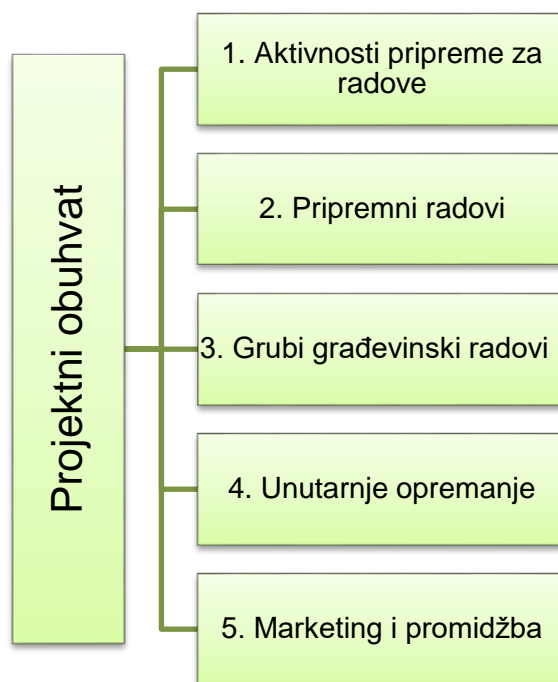 Projektni obuhvat
1. Aktivnosti pripreme za
radove
2. Pripremni radovi
3. Grubi građevinski radovi
4. Unutarnje opremanje
5. Marketing i promidžba